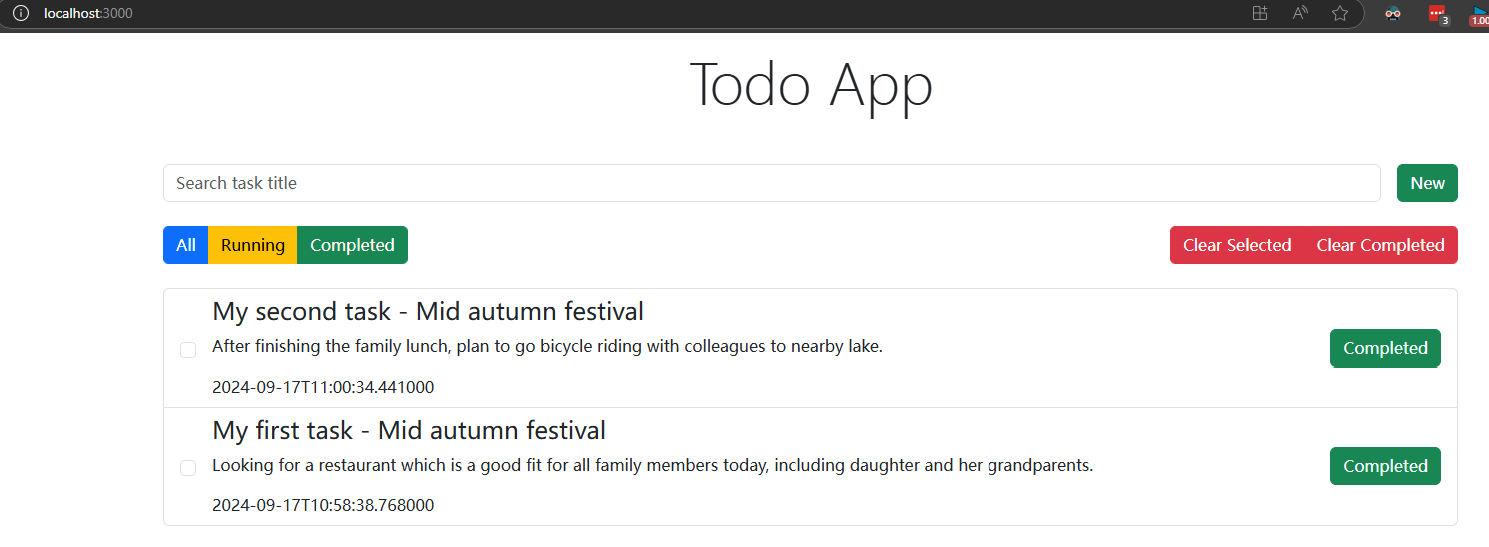 localhost:3000
3
1.00
Todo App
Search task title
New
All Running Completed
Clear Selected Clear Completed
My second task - Mid autumn festival
After finishing the family lunch, plan to go bicycle riding with colleagues to nearby lake.
Completed
2024-09-17T11:00:34.441000
My first task - Mid autumn festival
Looking for a restaurant which is a good fit for all family members today, including daughter and her grandparents.
Completed
2024-09-17T10:58:38.768000